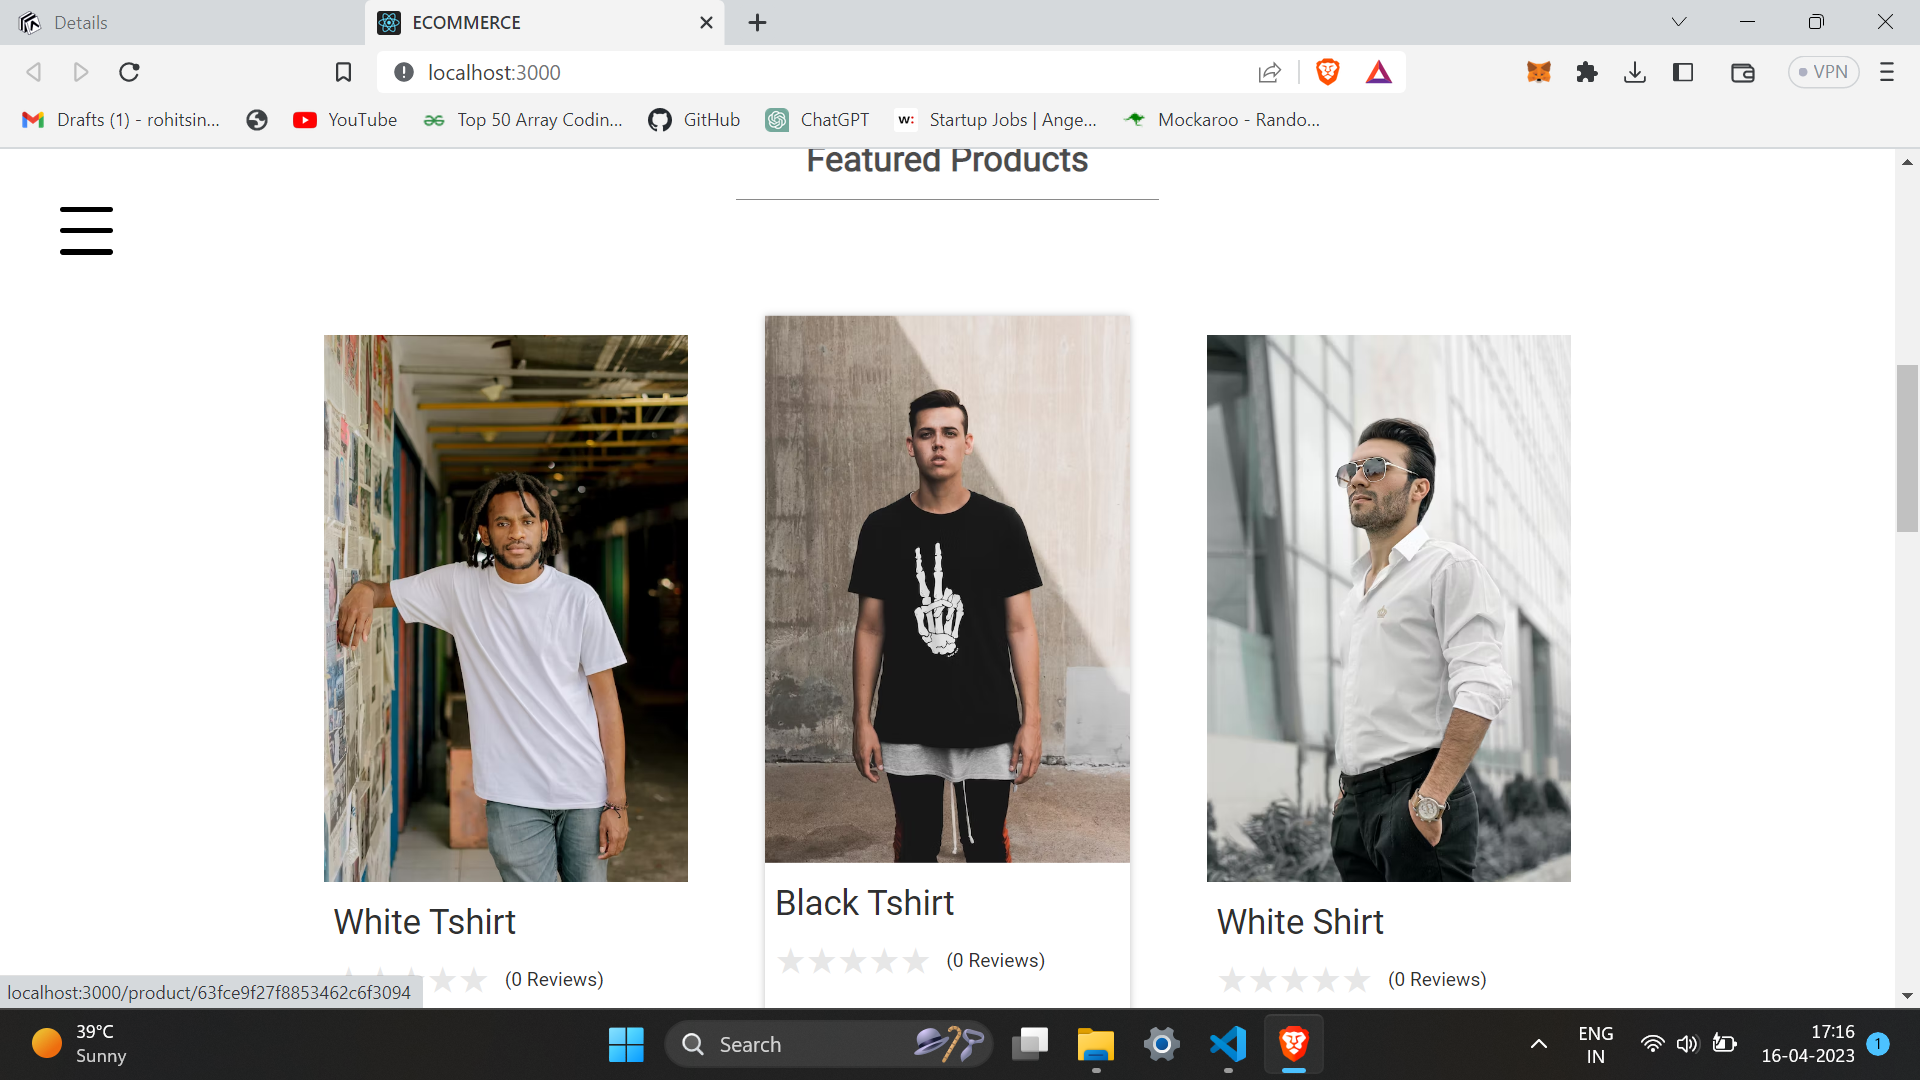 Details
ECOMMERCE
localhost:3000
VPN
Drafts (1) - rohitsin...
YouTube
Top 50 Array Codin...
GitHub
ChatGPT
w:
Startup Jobs | Ange...
Mockaroo - Rando...
Featured Products
White Tshirt
(0 Reviews)
Black Tshirt
(0 Reviews)
White Shirt
(0 Reviews)
localhost:3000/product/63fce9f27f8853462c6f3094
39°C
Sunny
Search
ENG
IN
17:16
16-04-2023
1